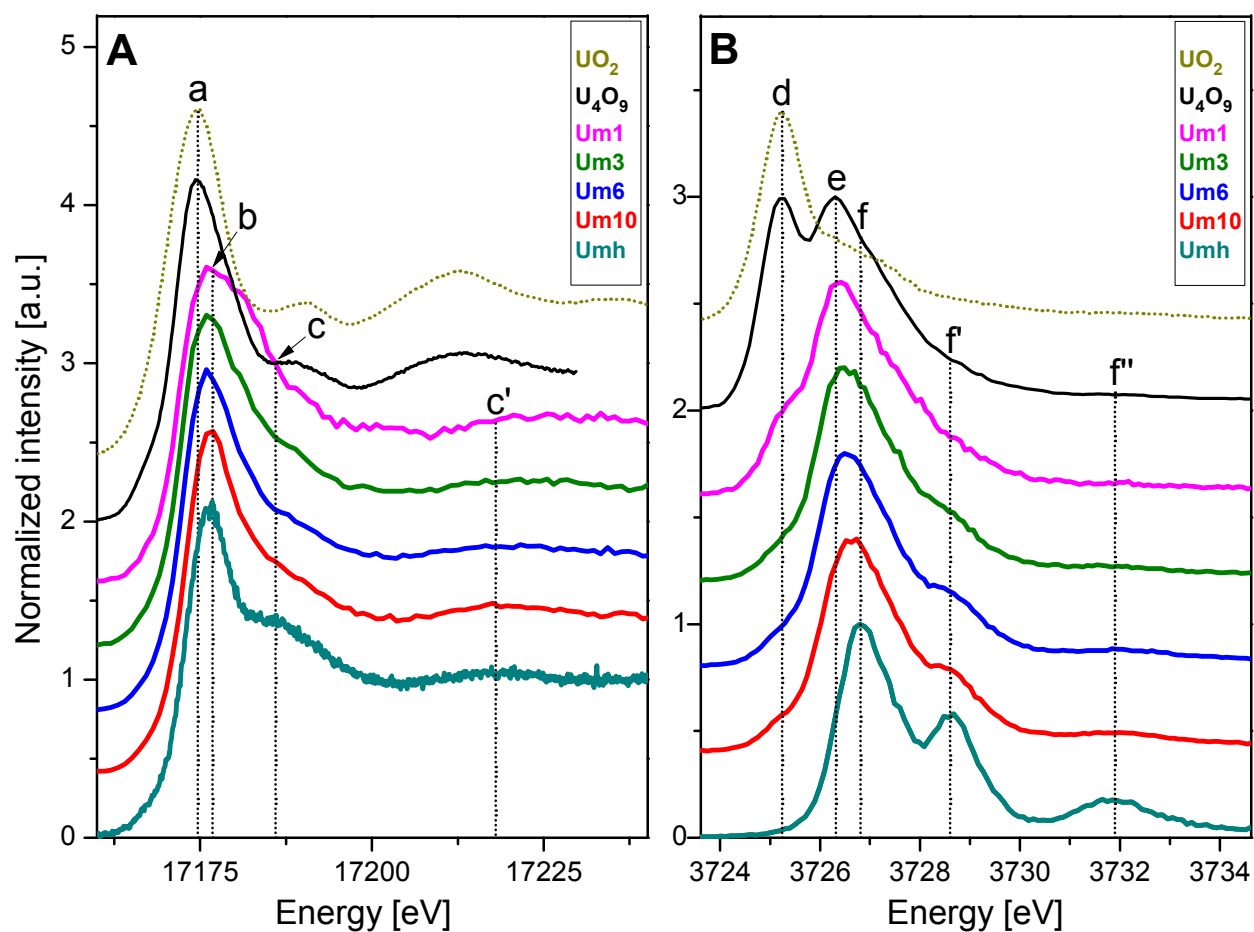 A
B
UO2
U4O9
Um1
Um3
Um6
Um10
Umh
UO2
U4O9
Um1
Um3
Um6
Um10
Umh
a
b
c
c'
d
e
f
f'
f"
5
4
3
2
1
0
3
2
1
0
17175
17200
17225
3724
3726
3728
3730
3732
3734
Normalized intensity [a.u.]
Energy [eV]
Energy [eV]